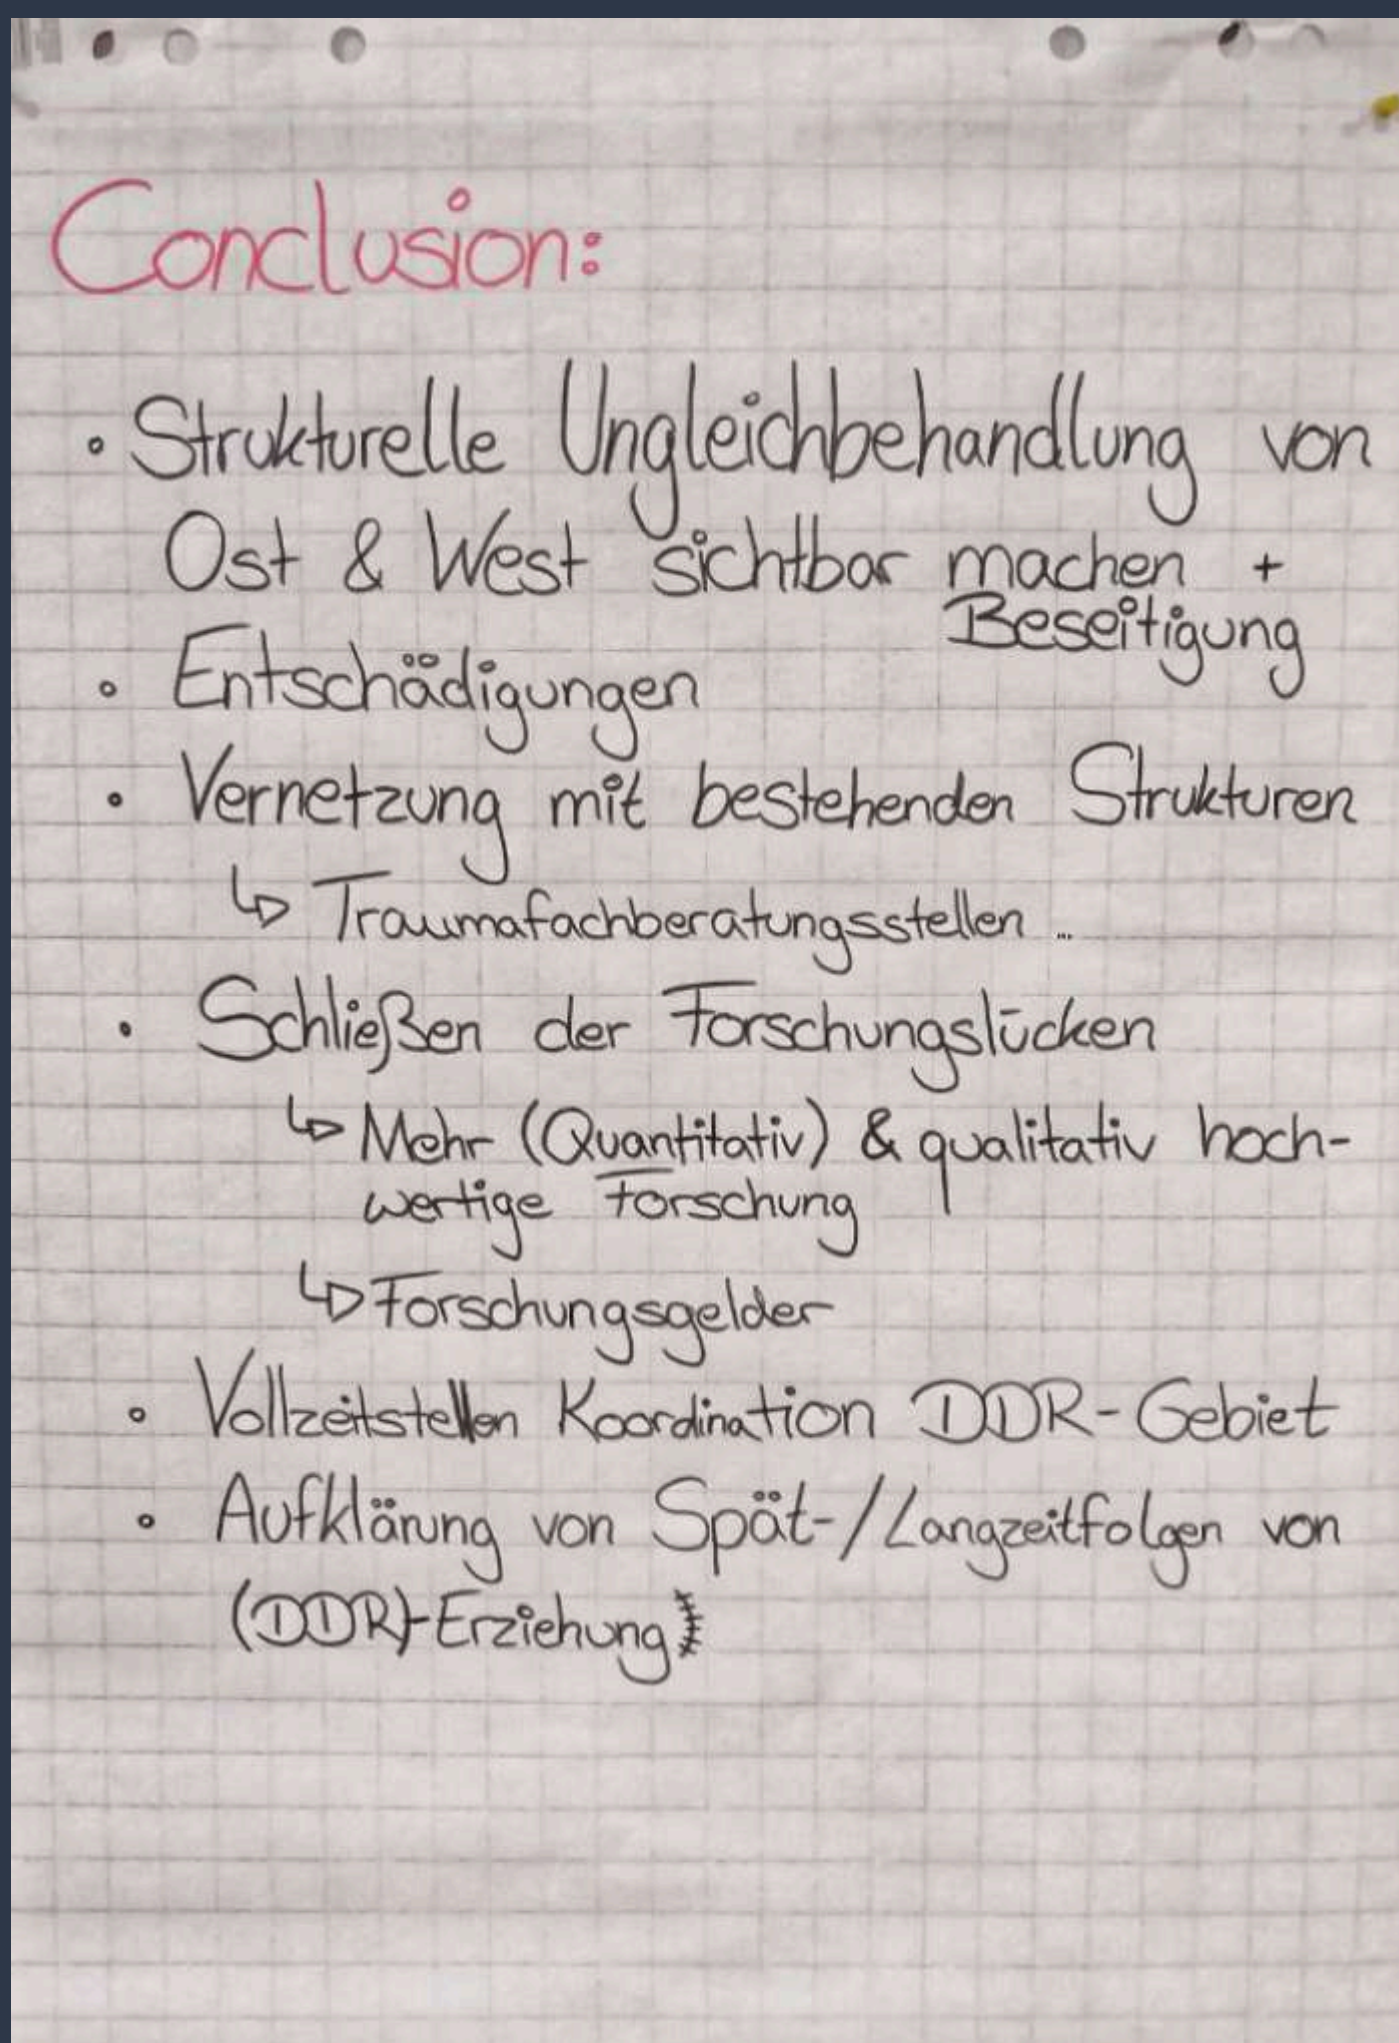 Conclusion:
• Strukturelle Ungleichbehandlung von
Ost & West sichtbar machen +
Beseitigung
• Entschädigungen
• Vernetzung mit bestehenden Strukturen
↳ Traumafachberatungsstellen ...
• Schließen der Forschungslücken
↳ Mehr (Quantitativ) & qualitativ hoch-
wertige Forschung
↳ Forschungsgelder
• Vollzeitstellen Koordination DDR-Gebiet
• Aufklärung von Spät-/Langzeitfolgen von
(DDR)-Erziehung